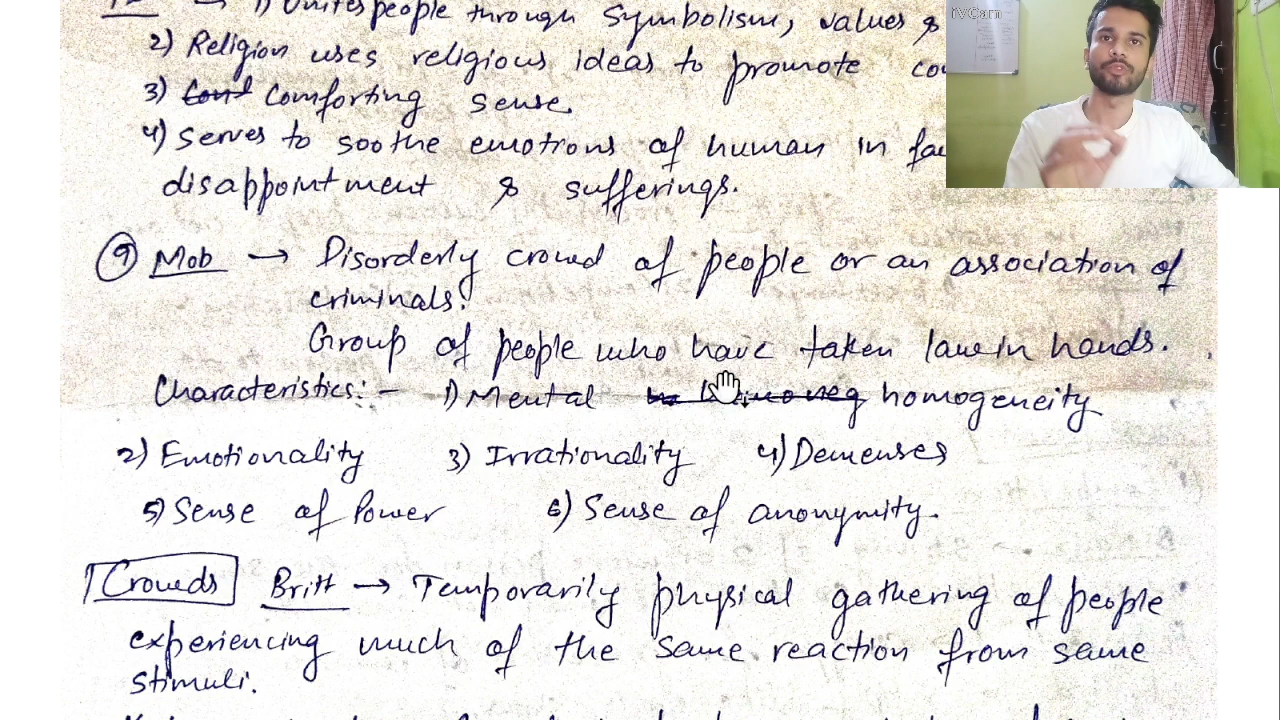 1) Unites people through Symbolism, values &
2) Religion uses religious ideas to promote
3) comforting sense.
4) Serves to soothe emotions of human in
disappointment & sufferings.
iVCam
9 Mob → Disorderly crowd of people or an association of
criminals.
Group of people who have taken law in hands.
Characteristics:- 1) Mental homogeneity
2) Emotionality 3) Irrationality 4) Demenses
5) Sense of Power 6) Sense of anonymity.
Crowds Britt → Temporarily physical gathering of people
experiencing much of the same reaction from same
stimuli.